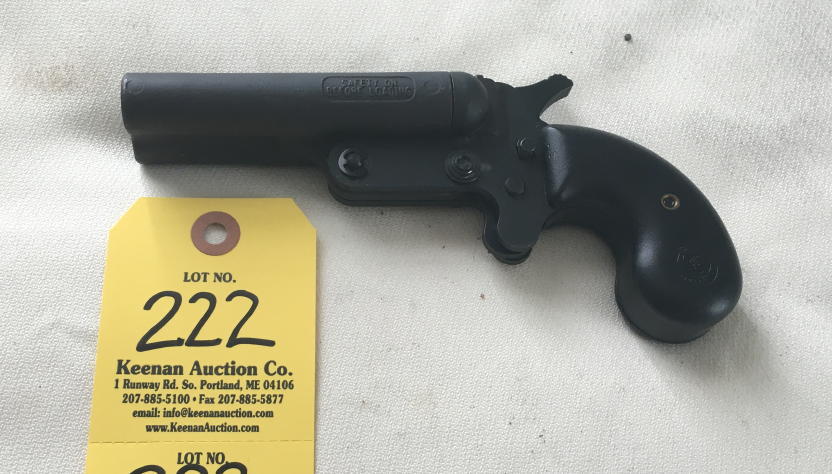 SAFETY ON
BEFORE LOADING
LOT NO.
222
Keenan Auction Co.
1 Runway Rd. So. Portland, ME 04106
207-885-5100 • Fax 207-885-5877
email: info@keenanauction.com
www.KeenanAuction.com
LOT NO.